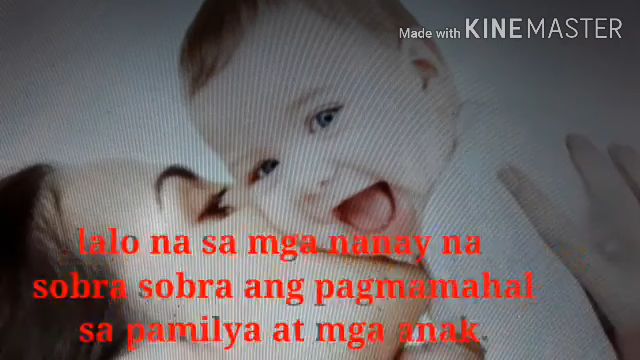 Made with KINEMASTER
lalo na sa mga nanay na
sobra sobra ang pagmamahal
sa pamilya at mga anak.